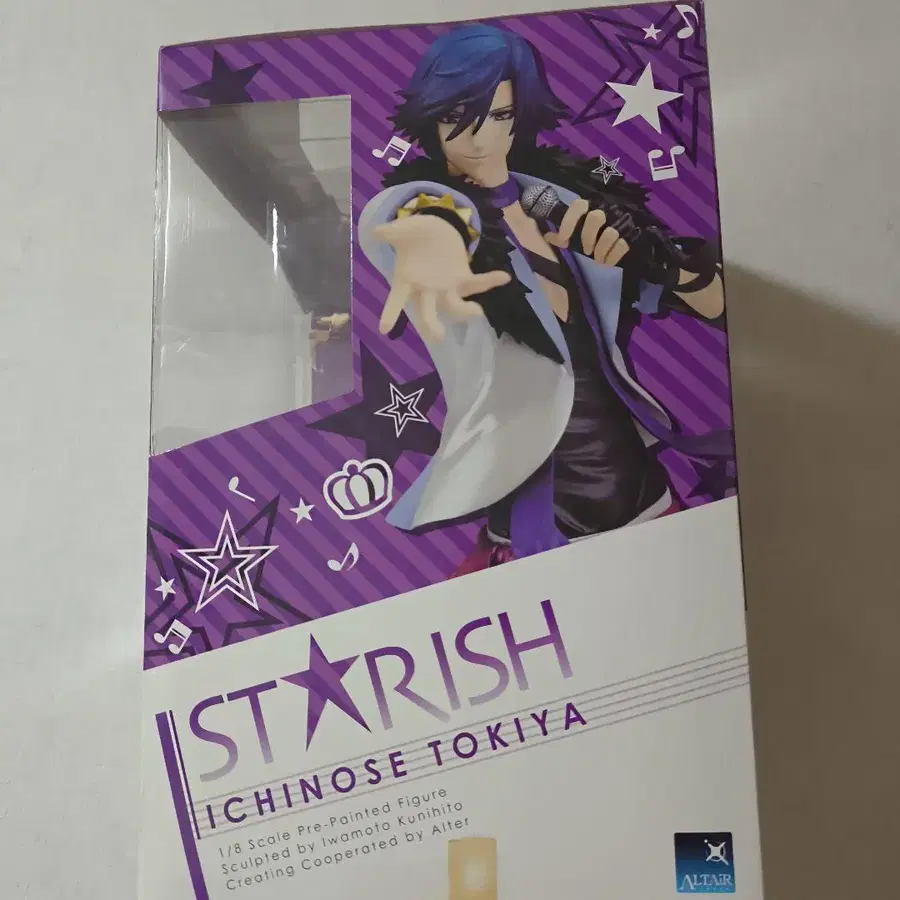 ST★RISH
ICHINOSE TOKIYA
1/8 Scale Pre-Painted Figure
Sculpted by Iwamoto Kunihito
Creating Cooperated by Alter
ALTAiR